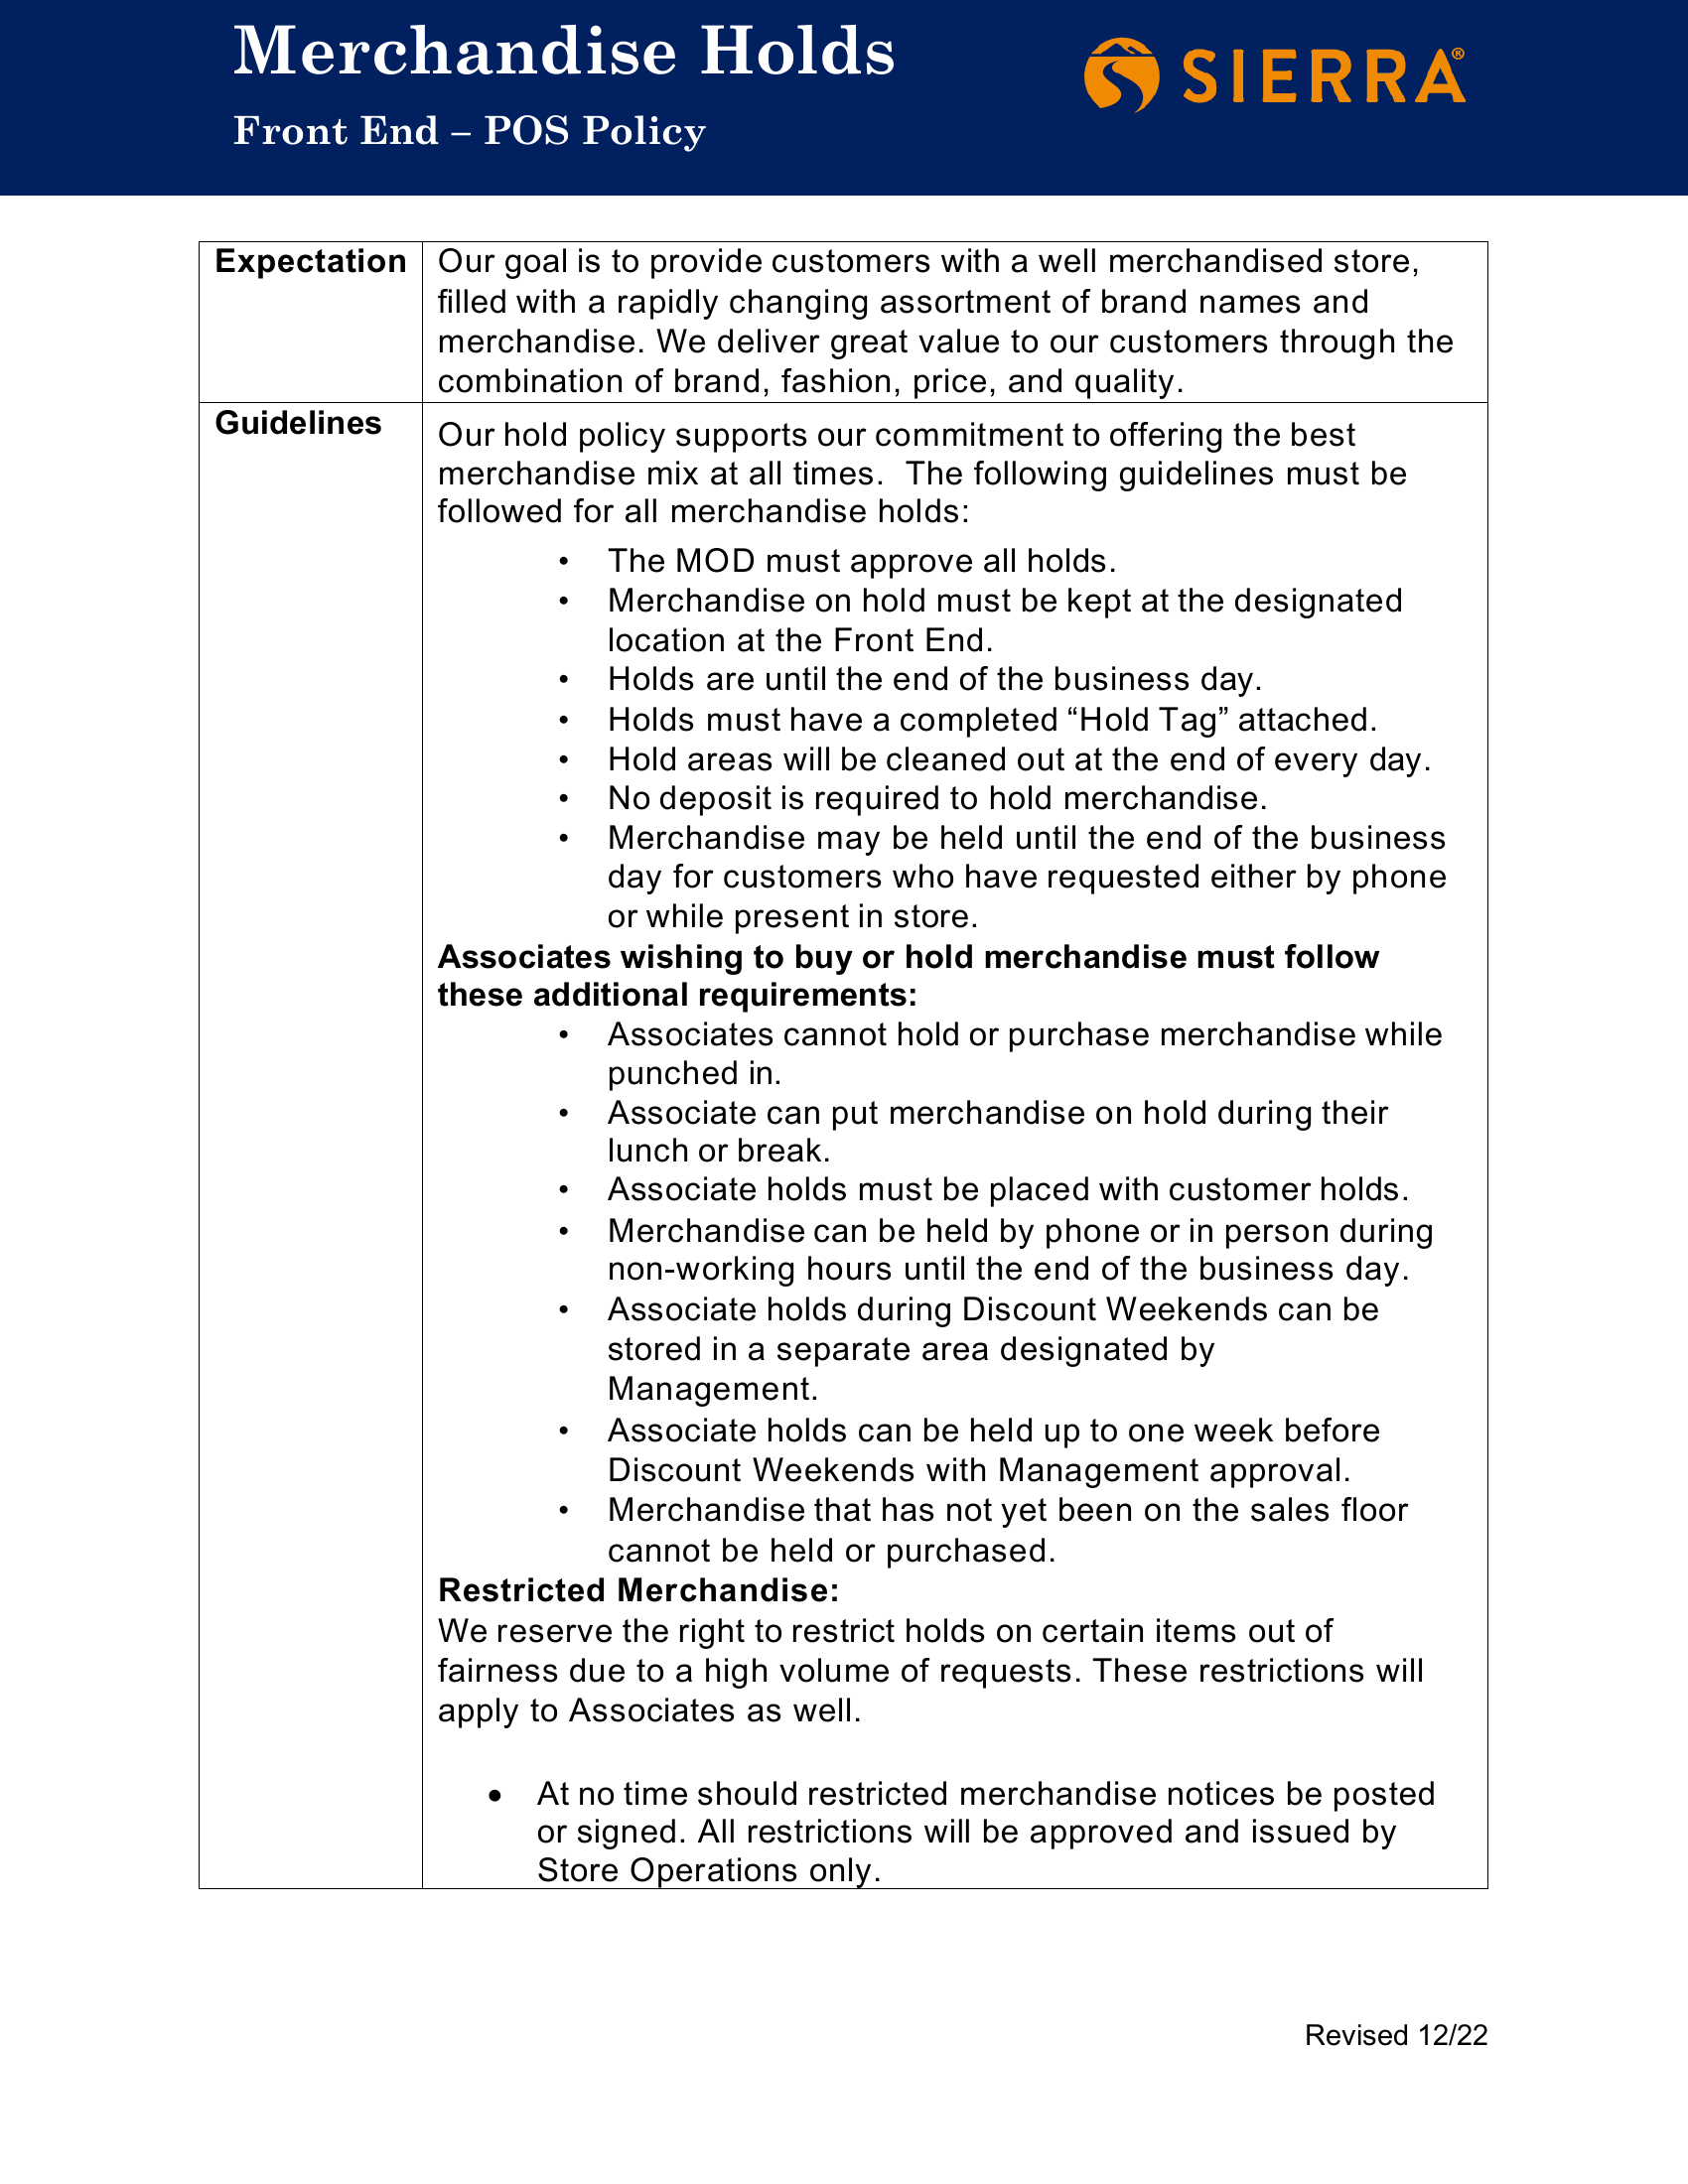 Merchandise Holds
SIERRA®
Front End – POS Policy
Expectation
Our goal is to provide customers with a well merchandised store,
filled with a rapidly changing assortment of brand names and
merchandise. We deliver great value to our customers through the
combination of brand, fashion, price, and quality.
Guidelines
Our hold policy supports our commitment to offering the best
merchandise mix at all times.  The following guidelines must be
followed for all merchandise holds:
• The MOD must approve all holds.
• Merchandise on hold must be kept at the designated
location at the Front End.
• Holds are until the end of the business day.
• Holds must have a completed “Hold Tag” attached.
• Hold areas will be cleaned out at the end of every day.
• No deposit is required to hold merchandise.
• Merchandise may be held until the end of the business
day for customers who have requested either by phone
or while present in store.
Associates wishing to buy or hold merchandise must follow
these additional requirements:
• Associates cannot hold or purchase merchandise while
punched in.
• Associate can put merchandise on hold during their
lunch or break.
• Associate holds must be placed with customer holds.
• Merchandise can be held by phone or in person during
non-working hours until the end of the business day.
• Associate holds during Discount Weekends can be
stored in a separate area designated by
Management.
• Associate holds can be held up to one week before
Discount Weekends with Management approval.
• Merchandise that has not yet been on the sales floor
cannot be held or purchased.
Restricted Merchandise:
We reserve the right to restrict holds on certain items out of
fairness due to a high volume of requests. These restrictions will
apply to Associates as well.
• At no time should restricted merchandise notices be posted
or signed. All restrictions will be approved and issued by
Store Operations only.
Revised 12/22